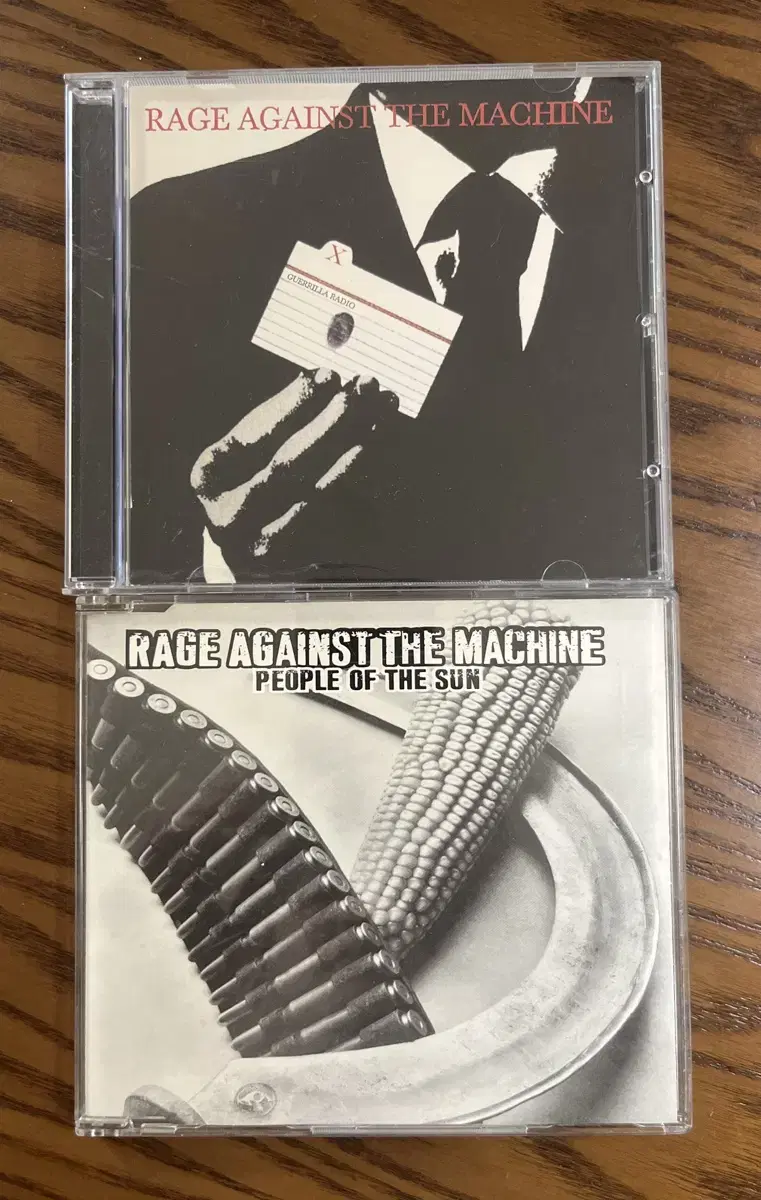 RAGE AGAINST THE MACHINE
X
GUERRILLA RADIO
RAGE AGAINST THE MACHINE
PEOPLE OF THE SUN